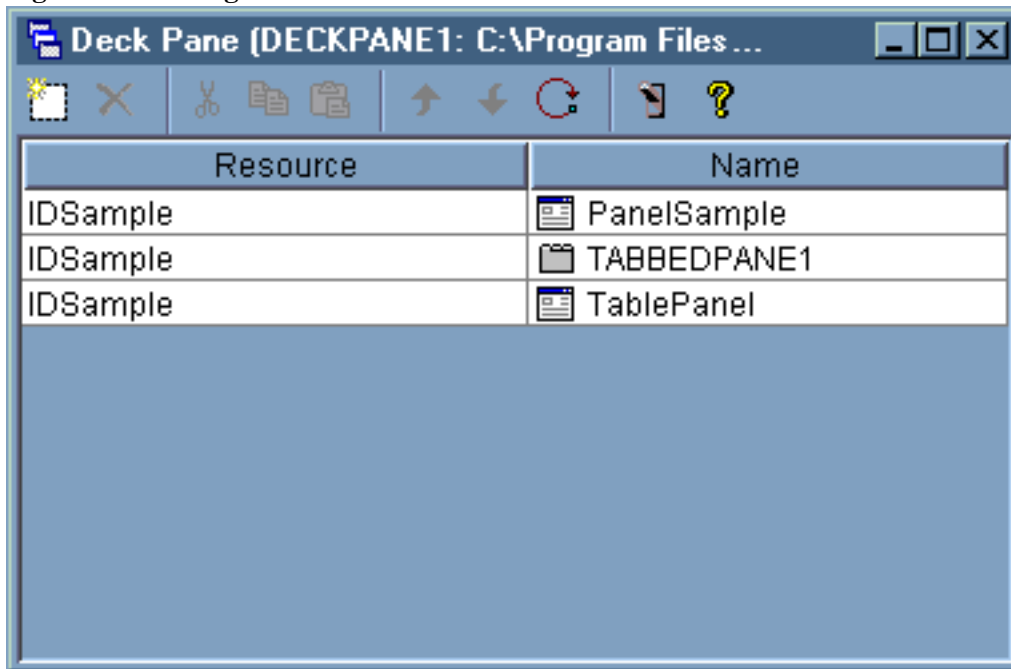 Deck Pane (DECKPANE1: C:\Program Files...
Resource Name
IDSample PanelSample
IDSample TABBEDPANE1
IDSample TablePanel